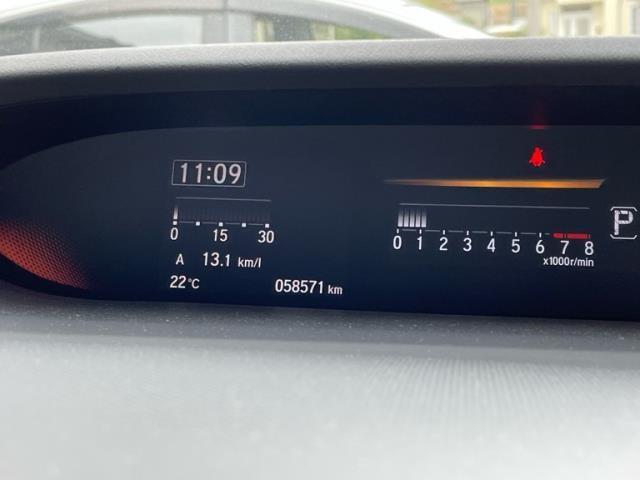 11:09
0 15 30
A 13.1 km/l
22°C 058571 km
0 1 2 3 4 5 6 7 8
x1000r/min
P